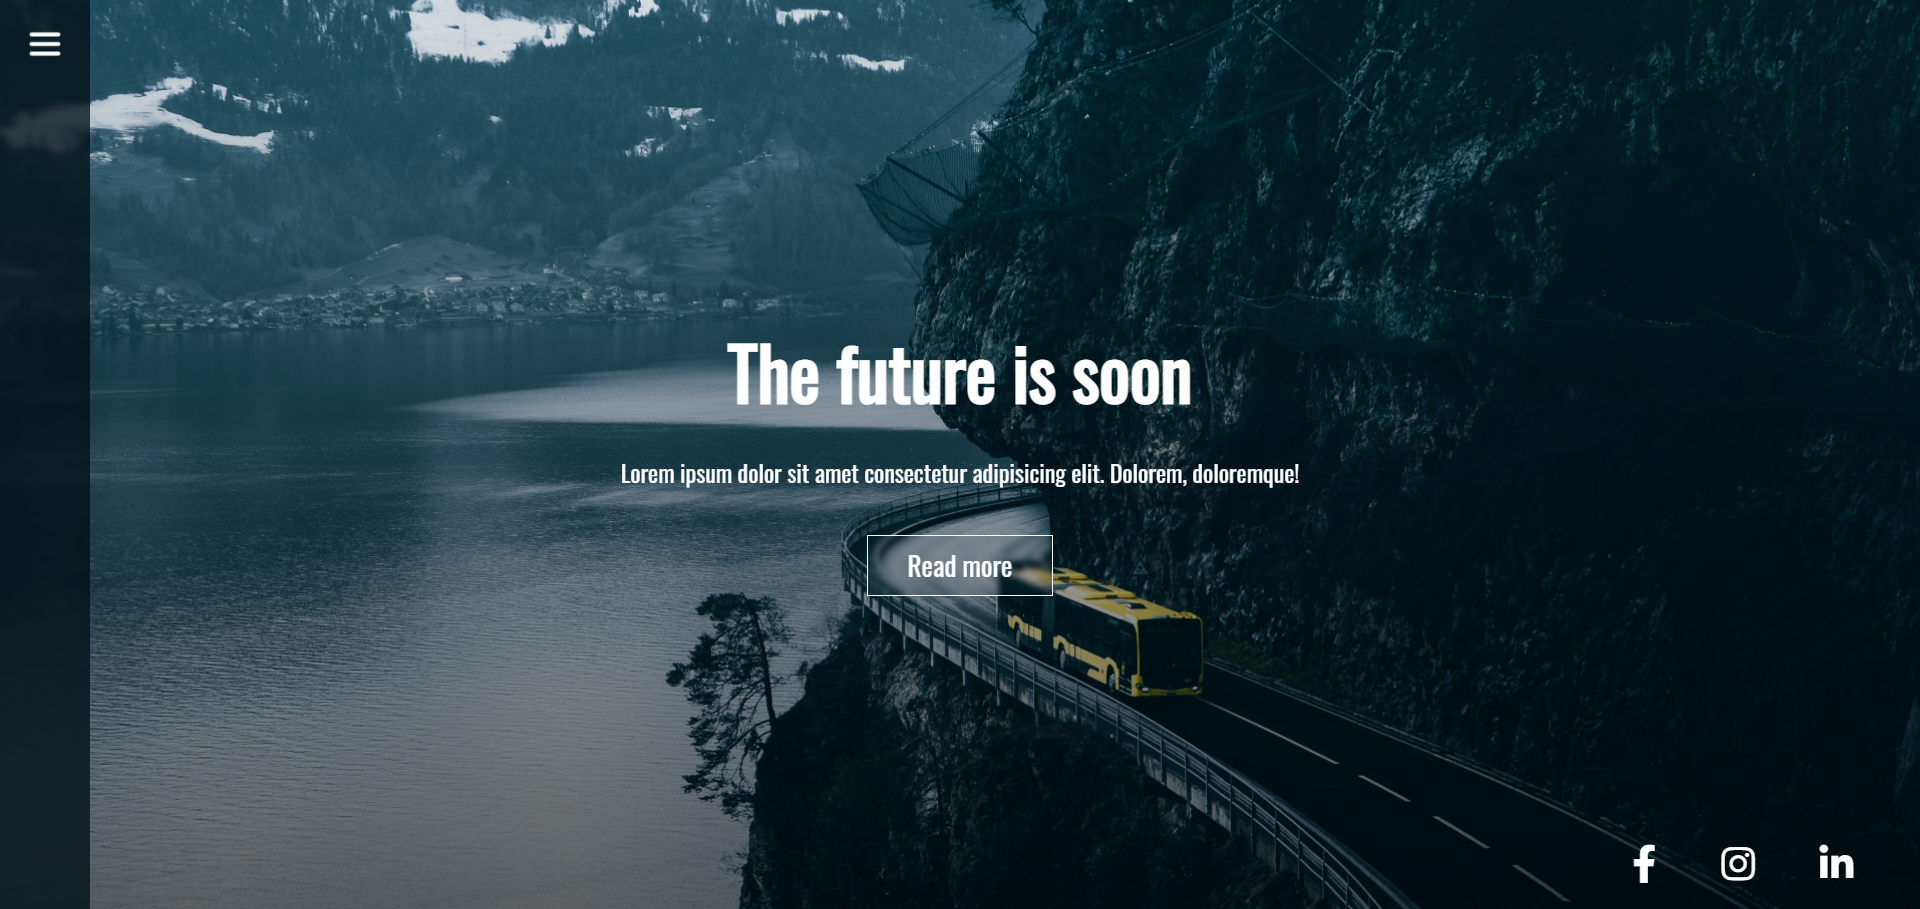 The future is soon
Lorem ipsum dolor sit amet consectetur adipisicing elit. Dolorem, doloremque!
Read more